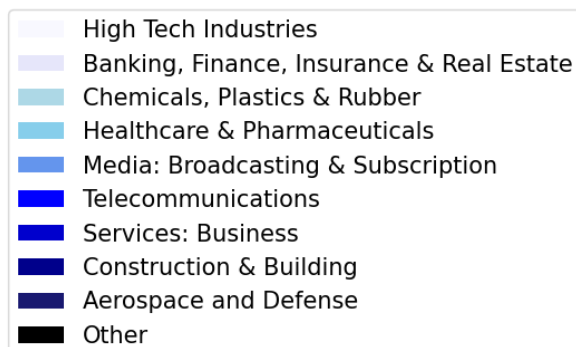 High Tech Industries
Banking, Finance, Insurance & Real Estate
Chemicals, Plastics & Rubber
Healthcare & Pharmaceuticals
Media: Broadcasting & Subscription
Telecommunications
Services: Business
Construction & Building
Aerospace and Defense
Other